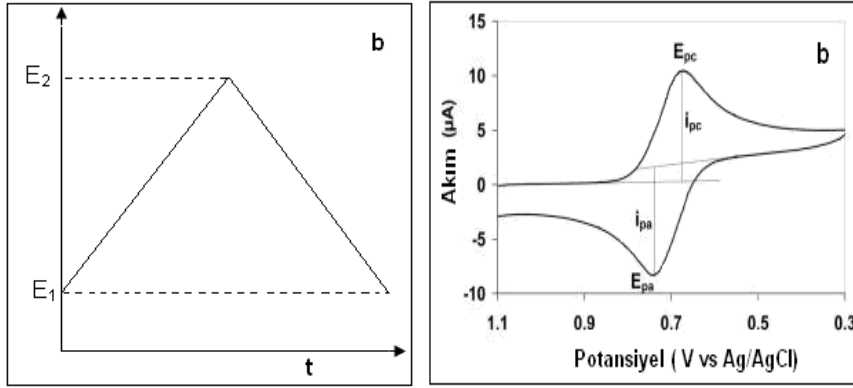 b
E2
E1
t
b
Epc
ipc
ipa
Epa
Akım (µA)
15
10
5
0
-5
-10
1.1 0.9 0.7 0.5 0.3
Potansiyel ( V vs Ag/AgCl)